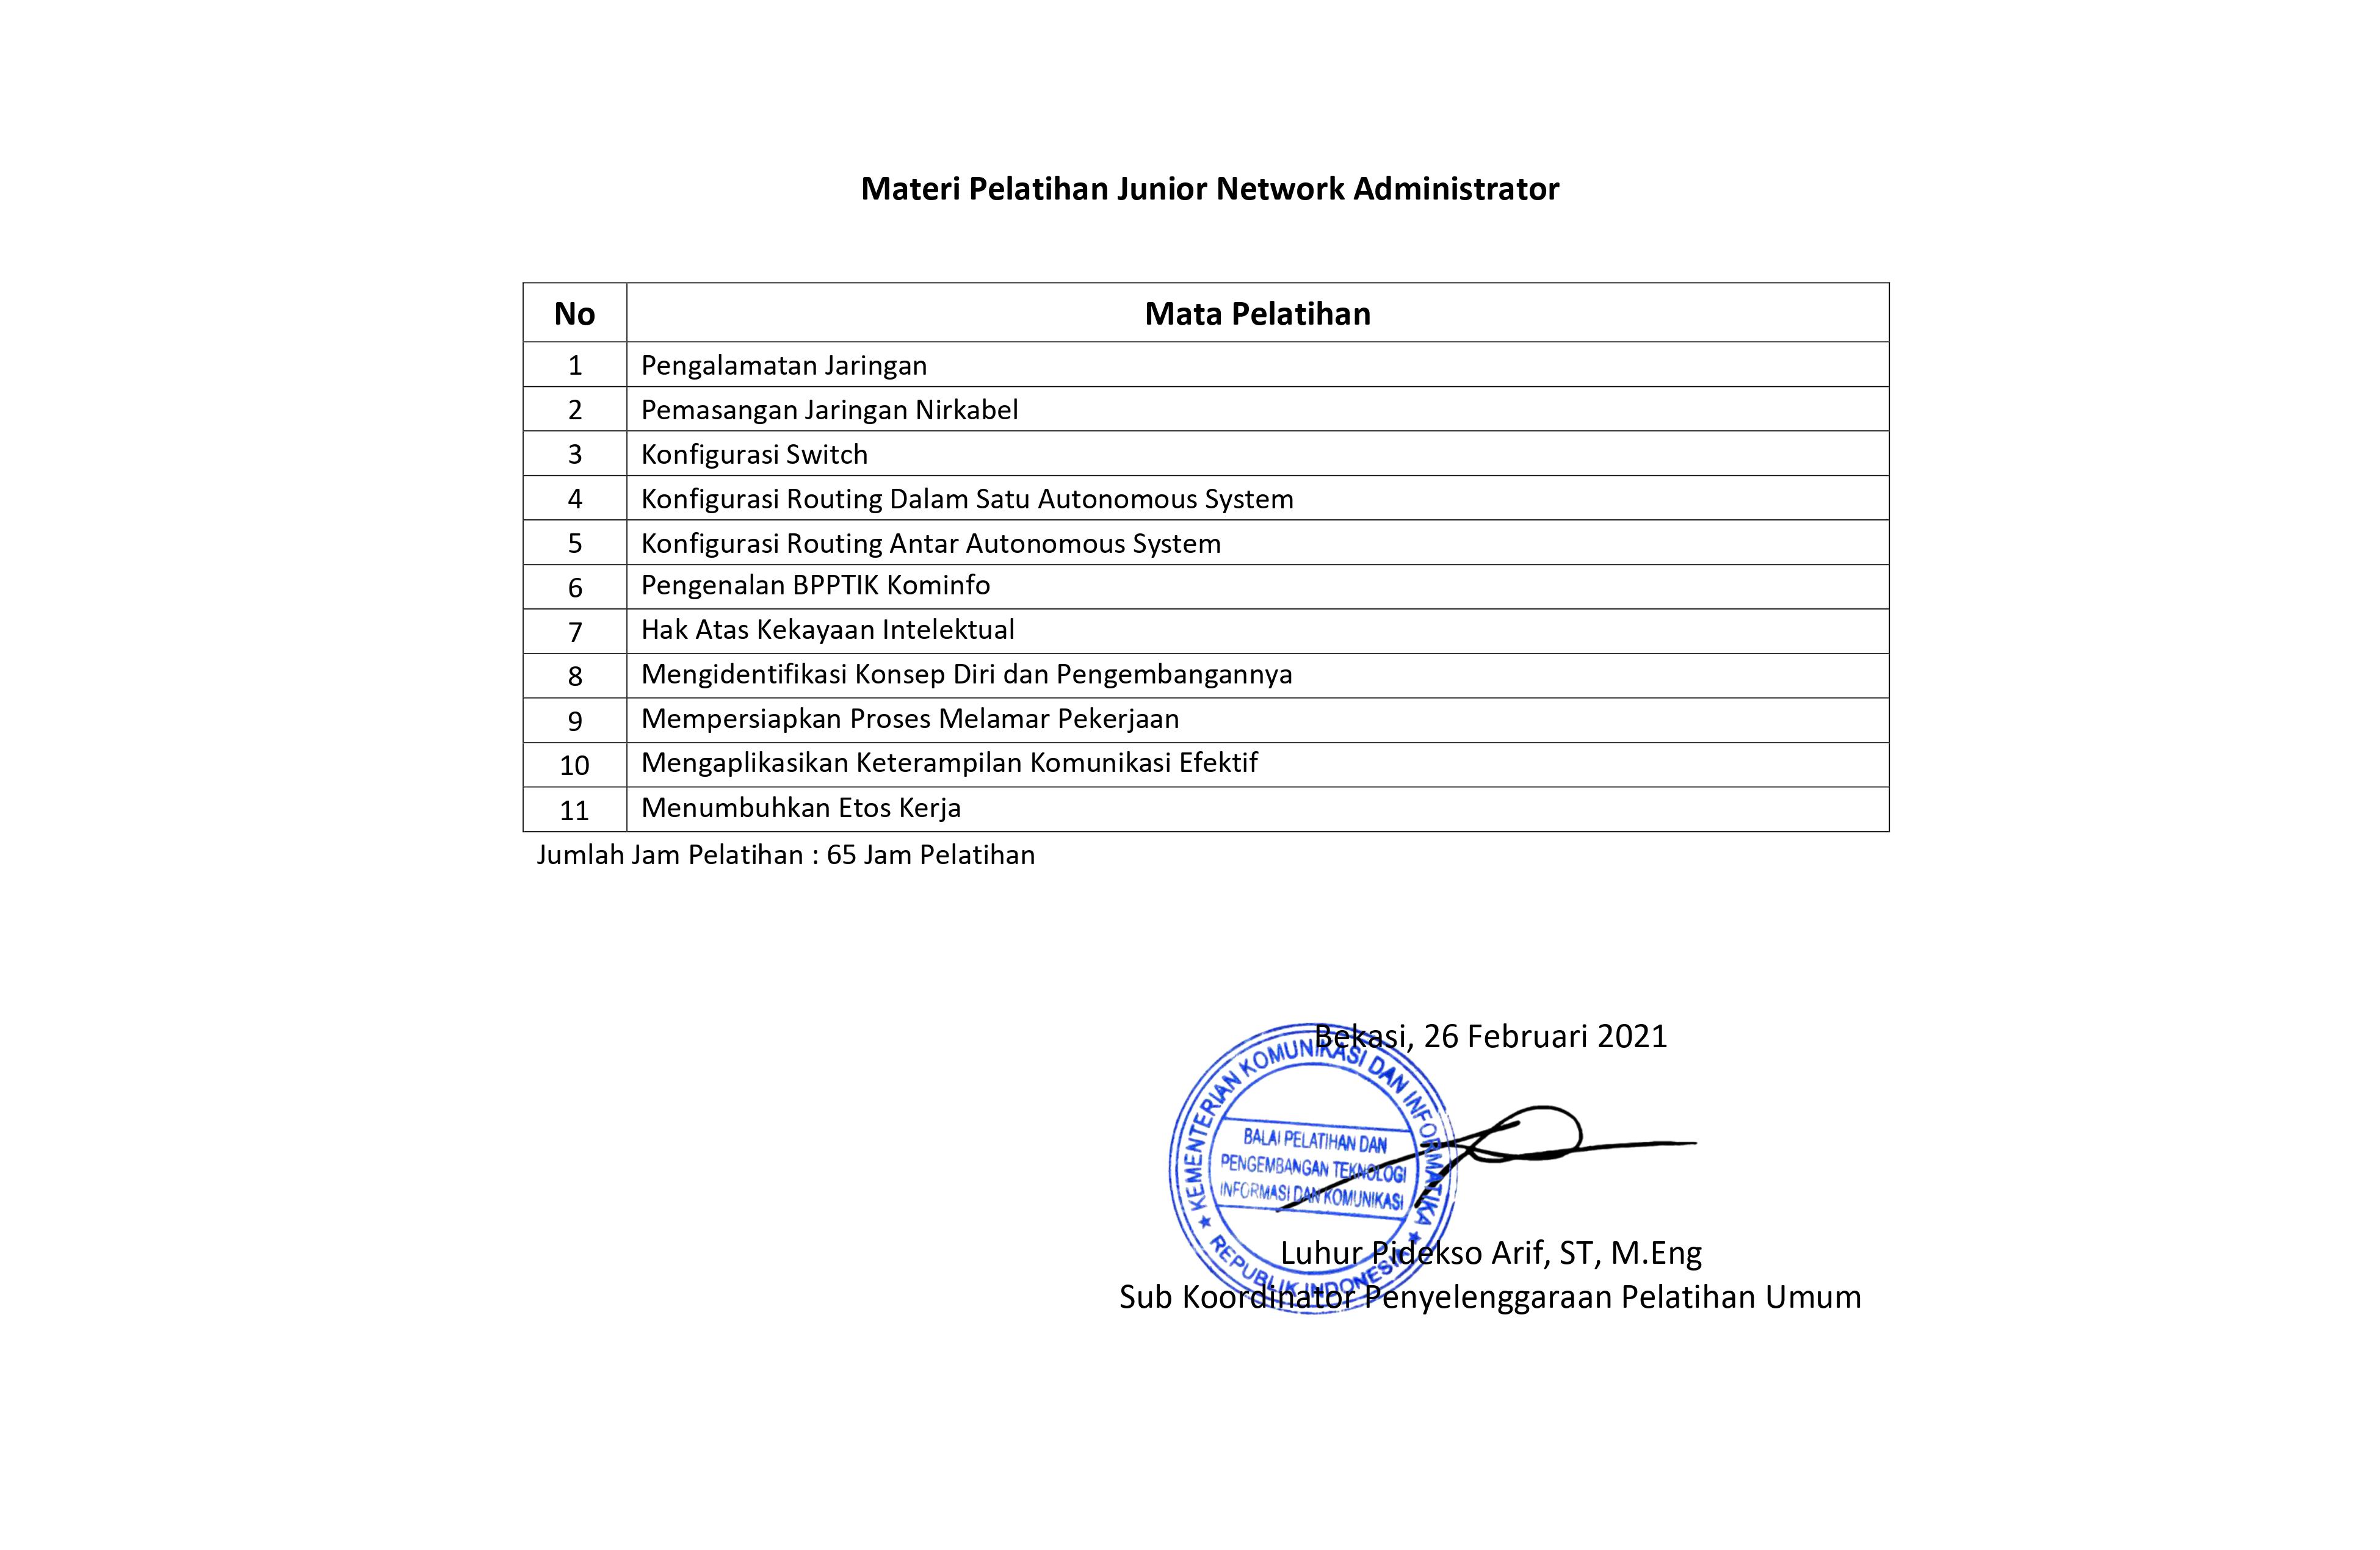 Materi Pelatihan Junior Network Administrator
No Mata Pelatihan
1 Pengalamatan Jaringan
2 Pemasangan Jaringan Nirkabel
3 Konfigurasi Switch
4 Konfigurasi Routing Dalam Satu Autonomous System
5 Konfigurasi Routing Antar Autonomous System
6 Pengenalan BPPTIK Kominfo
7 Hak Atas Kekayaan Intelektual
8 Mengidentifikasi Konsep Diri dan Pengembangannya
9 Mempersiapkan Proses Melamar Pekerjaan
10 Mengaplikasikan Keterampilan Komunikasi Efektif
11 Menumbuhkan Etos Kerja
Jumlah Jam Pelatihan : 65 Jam Pelatihan
Bekasi, 26 Februari 2021
KEMENTERIAN KOMUNIKASI DAN INFORMATIKA
BALAI PELATIHAN DAN
PENGEMBANGAN TEKNOLOGI
INFORMASI DAN KOMUNIKASI
REPUBLIK INDONESIA
Luhur Pidekso Arif, ST, M.Eng
Sub Koordinator Penyelenggaraan Pelatihan Umum